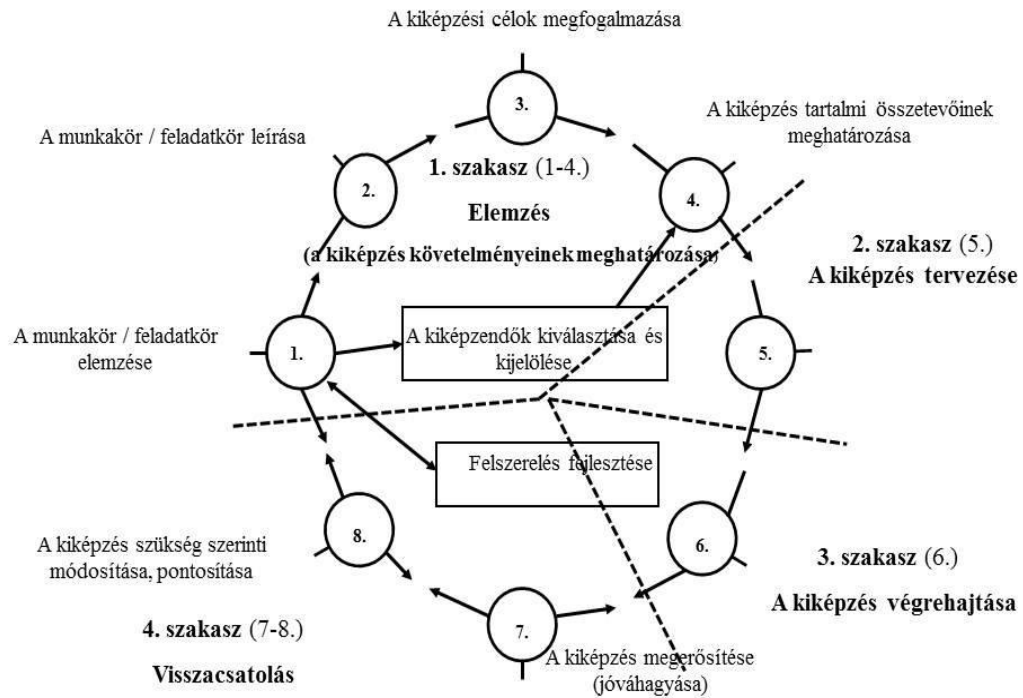 A kiképzési célok megfogalmazása
3.
A kiképzés tartalmi összetevőinek
meghatározása
A munkakör / feladatkör leírása
2.
1. szakasz (1-4.)
4.
Elemzés
(a kiképzés követelményeinek meghatározása)
2. szakasz (5.)
A kiképzés tervezése
A munkakör / feladatkör
elemzése
1.
A kiképzendők kiválasztása és
kijelölése
5.
Felszerelés fejlesztése
8.
A kiképzés szükség szerinti
módosítása, pontosítása
6.
3. szakasz (6.)
A kiképzés végrehajtása
4. szakasz (7-8.)
Visszacsatolás
7.
A kiképzés megerősítése
(jóváhagyása)